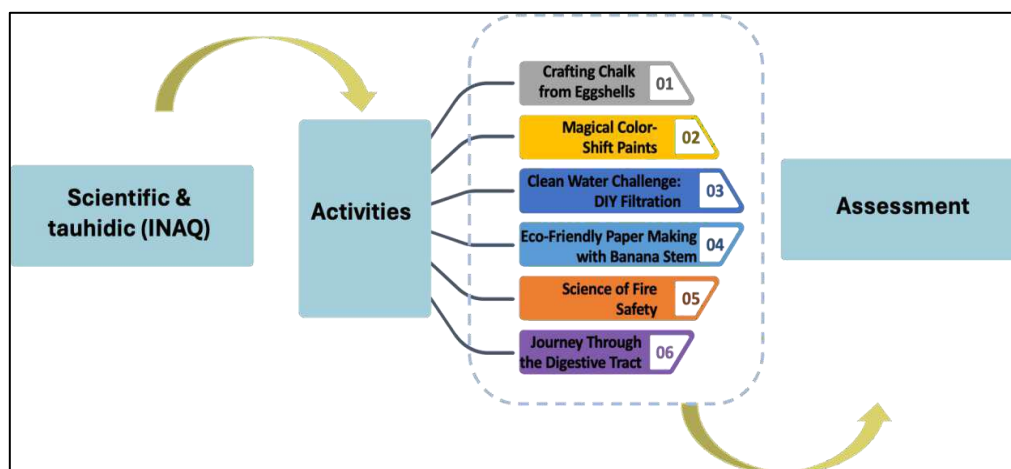 Scientific &
tauhidic (INAQ)
Activities
Crafting Chalk
from Eggshells
01
Magical Color-
Shift Paints
02
Clean Water Challenge:
DIY Filtration
03
Eco-Friendly Paper Making
with Banana Stem
04
Science of Fire
Safety
05
Journey Through
the Digestive Tract
06
Assessment